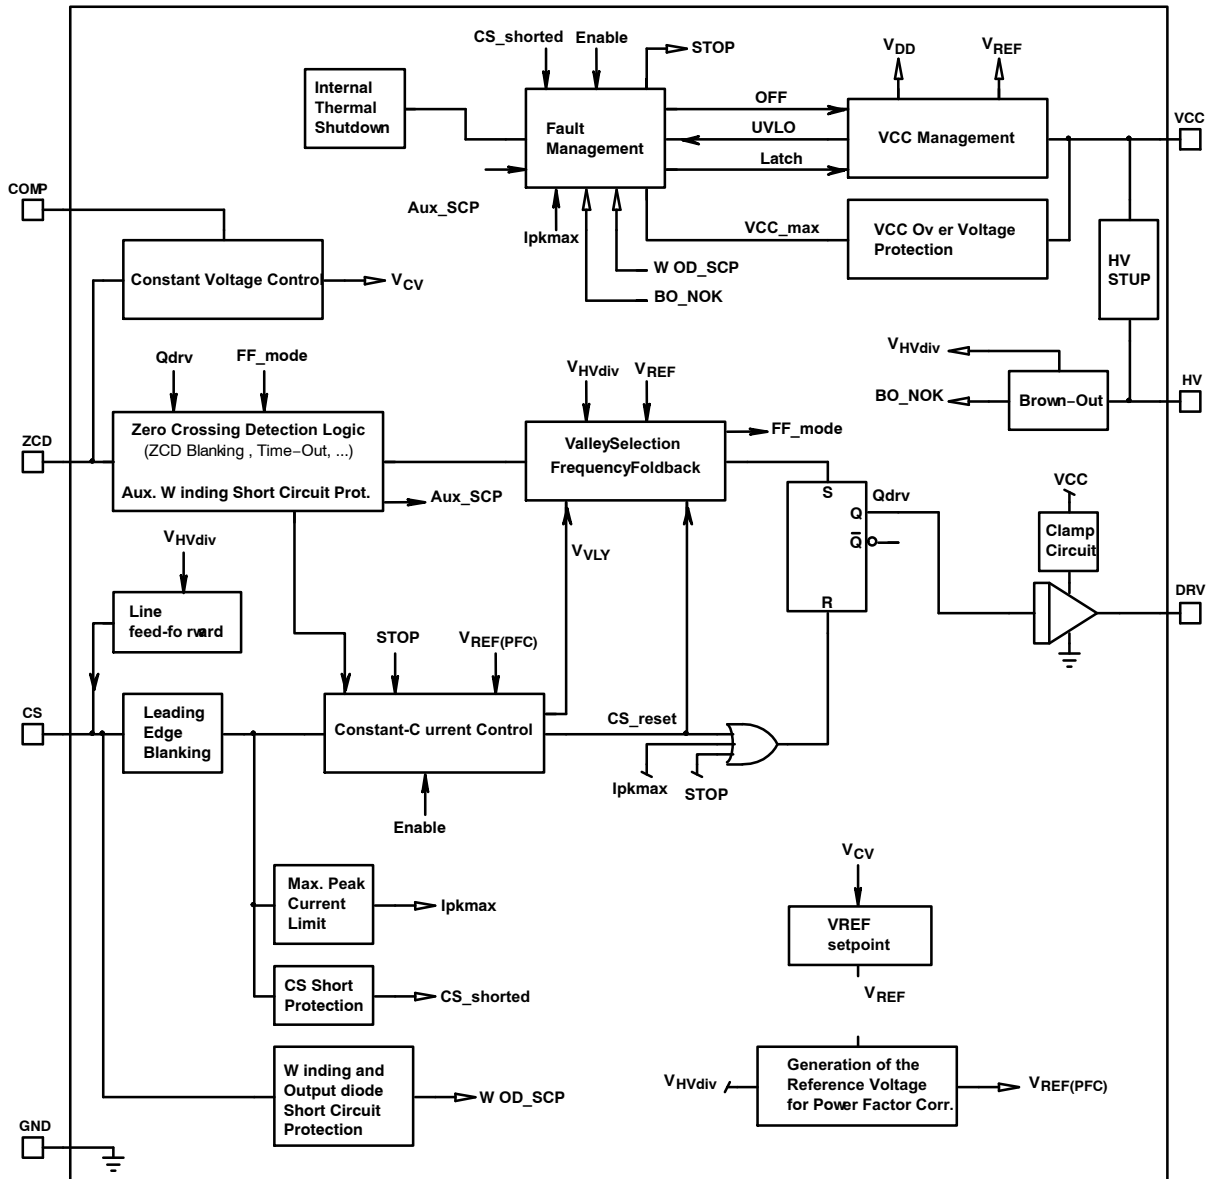 CS_shorted
Enable
STOP
VDD
VREF
Internal
Thermal
Shutdown
Fault
Management
OFF
UVLO
Latch
VCC Management
VCC
Aux_SCP
Ipkmax
VCC_max
VCC Ov er Voltage
Protection
W OD_SCP
BO_NOK
HV
STUP
COMP
Constant Voltage Control
VCV
Qdrv
FF_mode
VHVdiv
VREF
VHVdiv
BO_NOK
Brown-Out
HV
ZCD
Zero Crossing Detection Logic
(ZCD Blanking , Time-Out, ...)
Aux. W inding Short Circuit Prot.
Aux_SCP
ValleySelection
FrequencyFoldback
FF_mode
S
Q
Q
R
Qdrv
VCC
Clamp
Circuit
DRV
VHVdiv
Line
feed-fo rward
VVLY
STOP
VREF(PFC)
CS
Leading
Edge
Blanking
Constant-C urrent Control
CS_reset
Ipkmax
STOP
Enable
Max. Peak
Current
Limit
Ipkmax
CS Short
Protection
CS_shorted
W inding and
Output diode
Short Circuit
Protection
W OD_SCP
VCV
VREF
setpoint
VREF
VHVdiv
Generation of the
Reference Voltage
for Power Factor Corr.
VREF(PFC)
GND